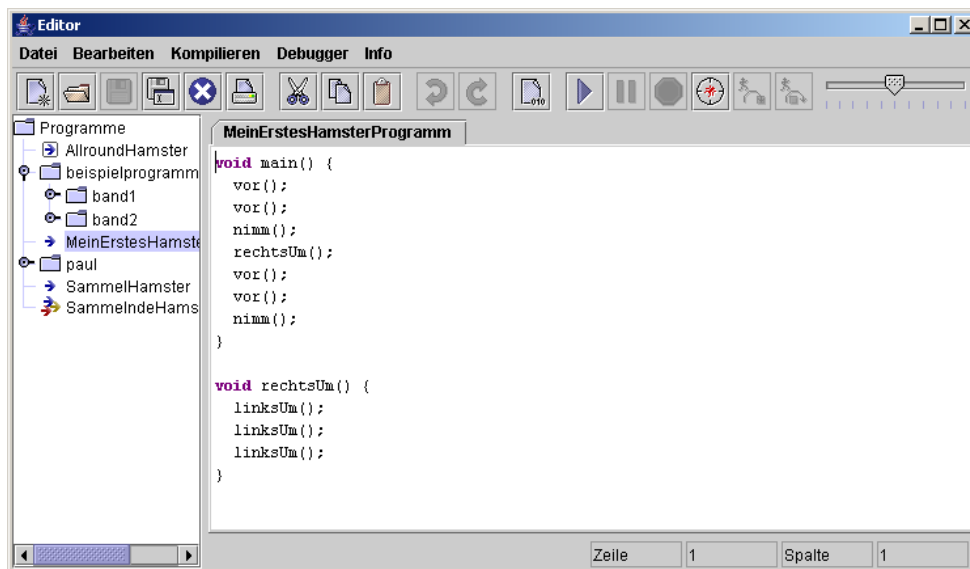 Editor
Datei Bearbeiten Kompilieren Debugger Info
010
Programme
AllroundHamster
beispielprogramm
band1
band2
MeinErstesHamste
paul
SammelHamster
SammelndeHams
MeinErstesHamsterProgramm
void main() {
vor();
vor();
nimm();
rechtsUm();
vor();
vor();
nimm();
}
void rechtsUm() {
linksUm();
linksUm();
linksUm();
}
Zeile 1 Spalte 1